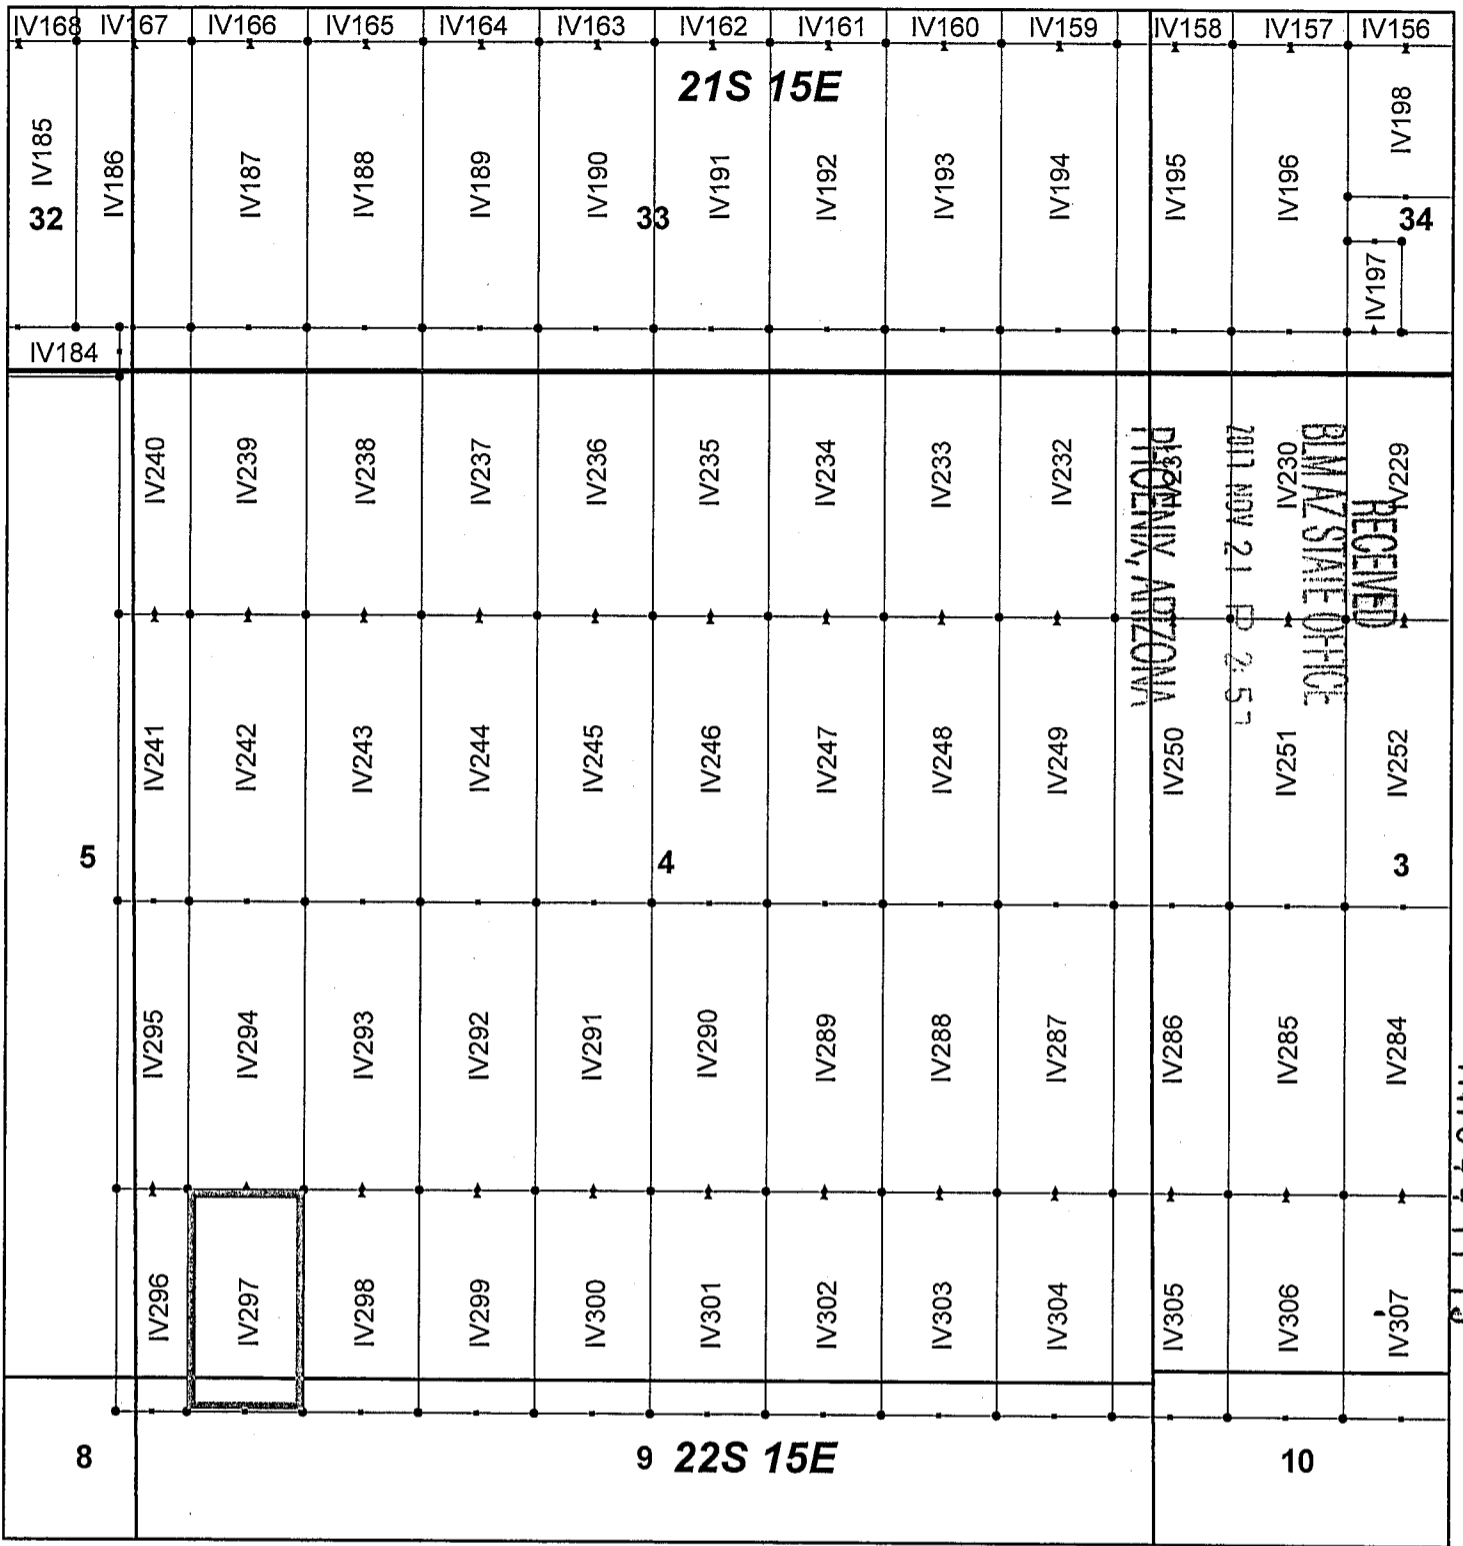 IV168 IV167 IV166 IV165 IV164 IV163 IV162 IV161 IV160 IV159 IV158 IV157 IV156
21S 15E
IV185 IV186 IV187 IV188 IV189 IV190 IV191 IV192 IV193 IV194 IV195 IV196 IV198
32 33 34
IV197
IV184
IV240 IV239 IV238 IV237 IV236 IV235 IV234 IV233 IV232 IV230 IV229
RECEIVED
BLM AZ STATE OFFICE
NOV 21 P 2:57
PHOENIX, ARIZONA
IV241 IV242 IV243 IV244 IV245 IV246 IV247 IV248 IV249 IV250 IV251 IV252
5 4 3
IV295 IV294 IV293 IV292 IV291 IV290 IV289 IV288 IV287 IV286 IV285 IV284
IV296 IV297 IV298 IV299 IV300 IV301 IV302 IV303 IV304 IV305 IV306 IV307
8 9 22S 15E 10